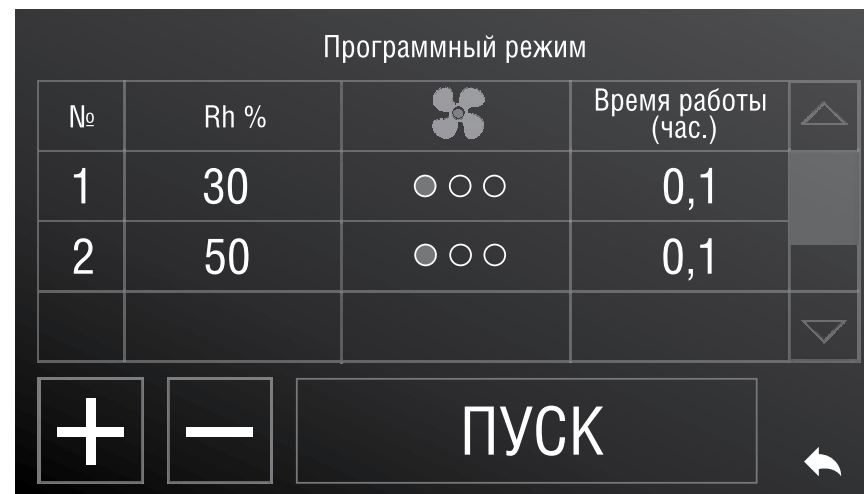 Программный режим
№ Rh % Время работы (час.)
1 30 0,1
2 50 0,1
ПУСК